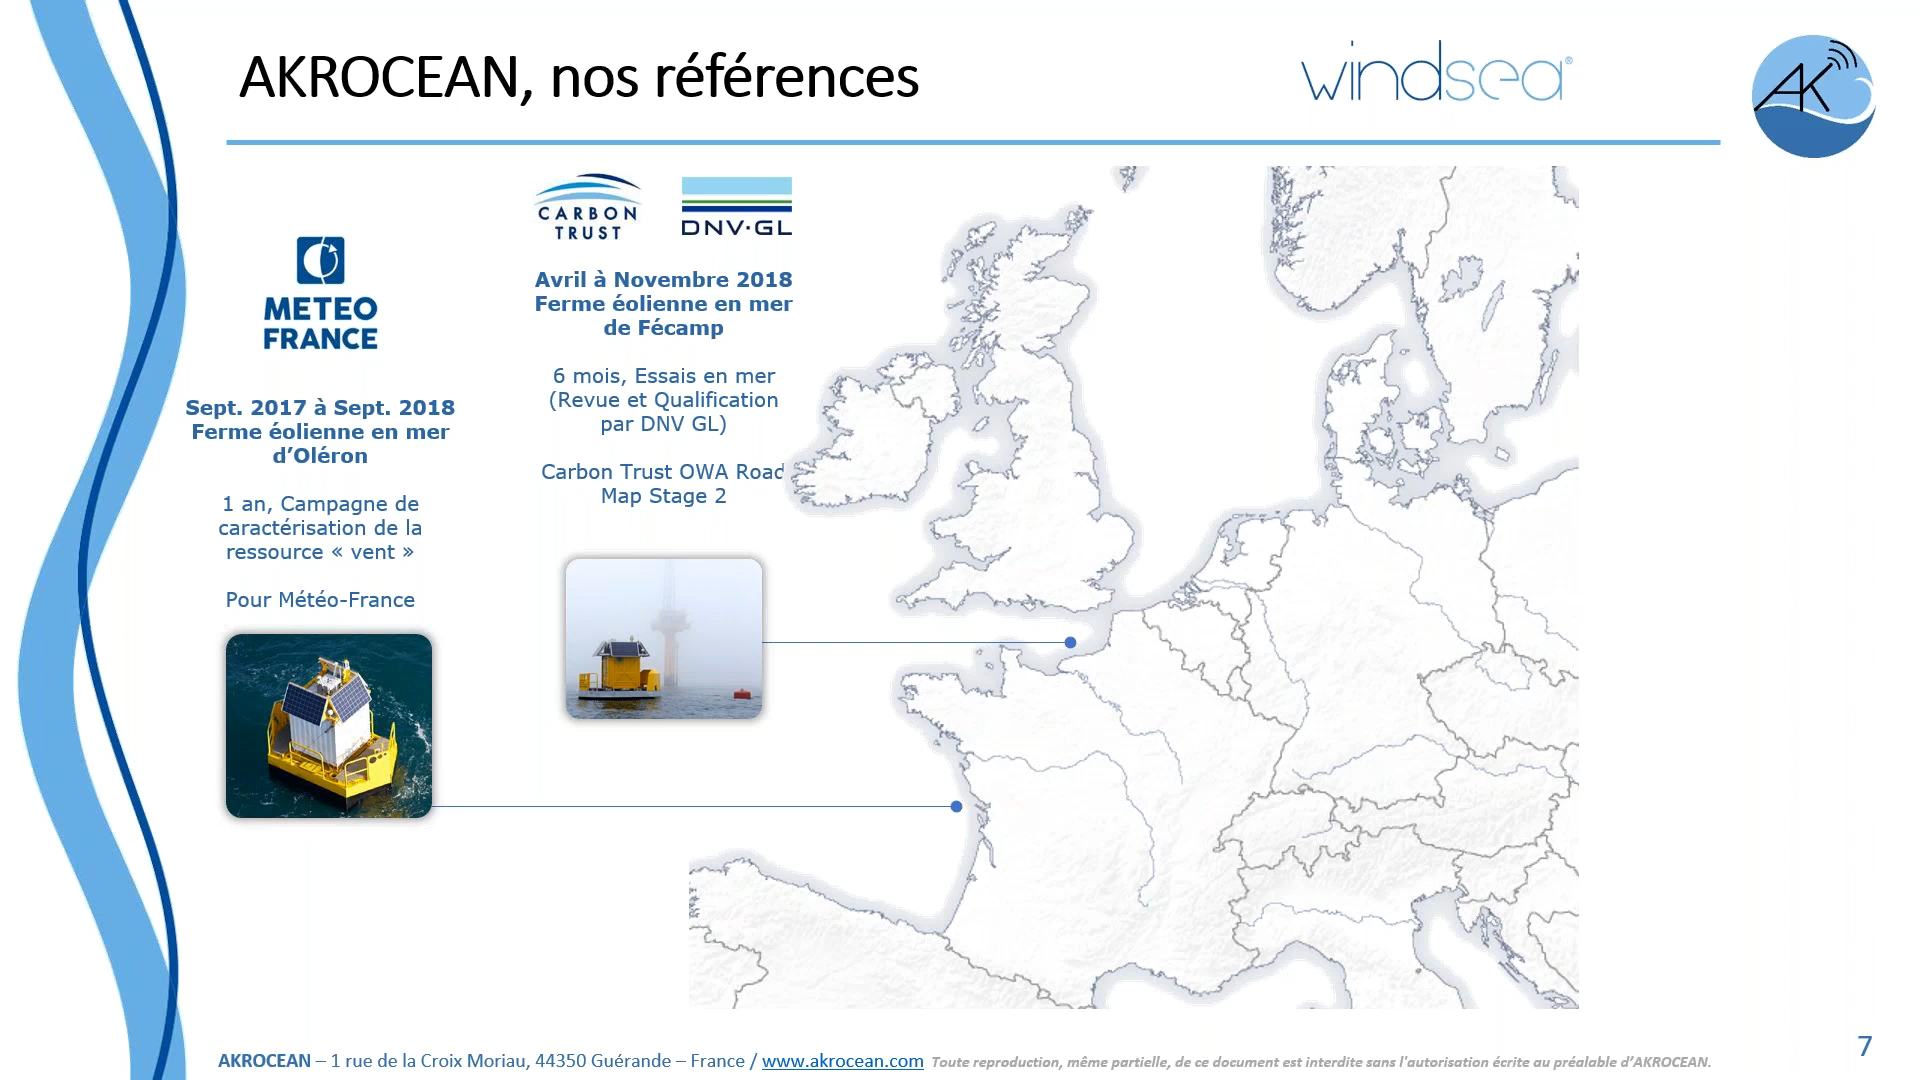 AKROCEAN, nos références
windsea®
AK
METEO
FRANCE
Sept. 2017 à Sept. 2018
Ferme éolienne en mer
d’Oléron
1 an, Campagne de
caractérisation de la
ressource « vent »
Pour Météo-France
CARBON
TRUST
DNV·GL
Avril à Novembre 2018
Ferme éolienne en mer
de Fécamp
6 mois, Essais en mer
(Revue et Qualification
par DNV GL)
Carbon Trust OWA Road
Map Stage 2
AKROCEAN – 1 rue de la Croix Moriau, 44350 Guérande – France / www.akrocean.com Toute reproduction, même partielle, de ce document est interdite sans l'autorisation écrite au préalable d’AKROCEAN.
7